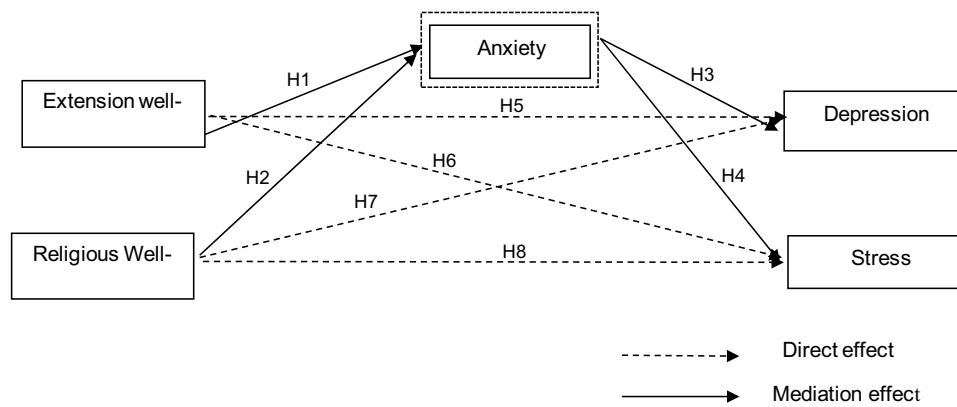 Anxiety
H1
H3
Extension well-
H5
Depression
H6
H2
H7
H4
Religious Well-
H8
Stress
Direct effect
Mediation effect